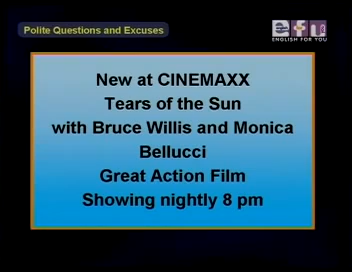 Polite Questions and Excuses
efu
ENGLISH FOR YOU
New at CINEMAXX
Tears of the Sun
with Bruce Willis and Monica
Bellucci
Great Action Film
Showing nightly 8 pm